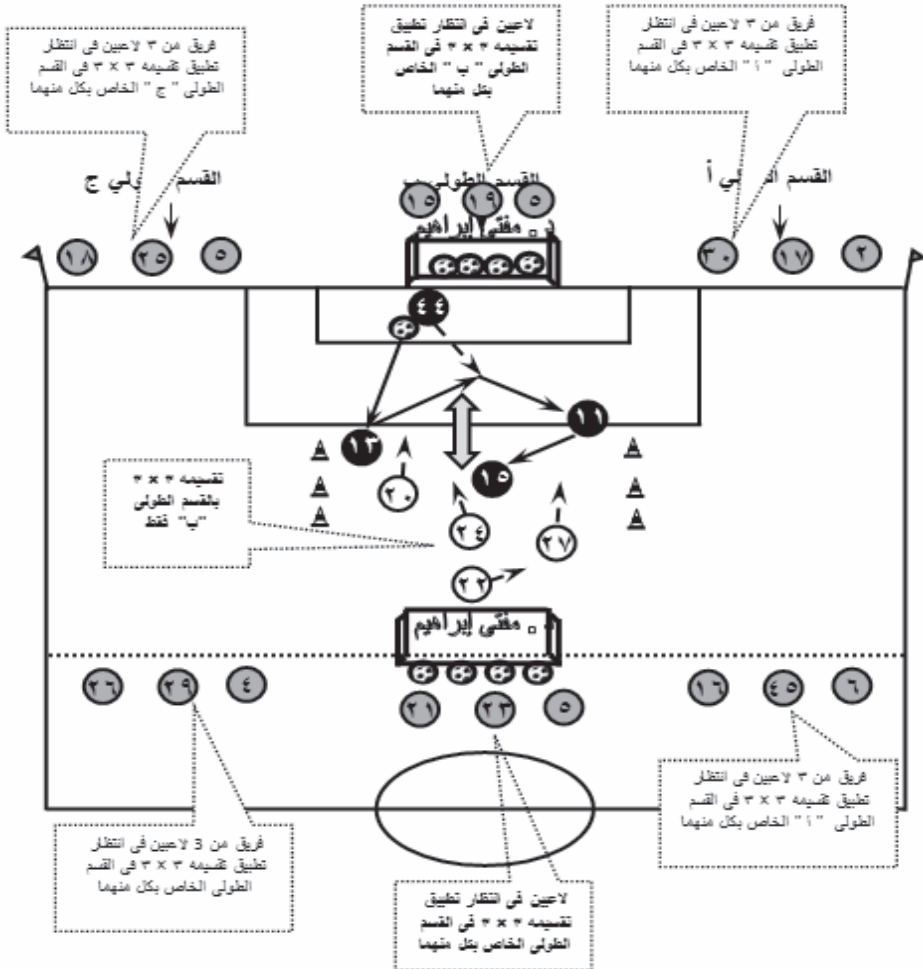 فريق من ٣ لاعبين فى انتظار
تطبيق تقسيمه ٣ × ٣ فى القسم
الطولى " أ " الخاص بكل منهما
لاعبين فى انتظار تطبيق
تقسيمه ٣ × ٣ فى القسم
الطولى " ب " الخاص
بكل منهما
فريق من ٣ لاعبين فى انتظار
تطبيق تقسيمه ٣ × ٣ فى القسم
الطولى " ج " الخاص بكل منهما
القسم ولي أ
القسم الطولي ب
القسم ولي ج
٢
١٧
٣٠
٥
١٩
١٥
٥
٢٥
١٨
د . مفتى إبراهيم
٤٤
١١
١٣
١٥
٢٠
تقسيمه ٣ × ٣
بالقسم الطولى
"ب" فقط
٢٤
٢٧
٢٢
د . مفتى إبراهيم
٦
٤٥
١٦
٥
٢٣
٢١
٤
٢٩
٢٦
فريق من ٣ لاعبين فى انتظار
تطبيق تقسيمه ٣ × ٣ فى القسم
الطولى " أ " الخاص بكل منهما
لاعبين فى انتظار تطبيق
تقسيمه ٣ × ٣ فى القسم
الطولى الخاص بكل منهما
فريق من 3 لاعبين فى انتظار
تطبيق تقسيمه ٣ × ٣ فى القسم
الطولى الخاص بكل منهما